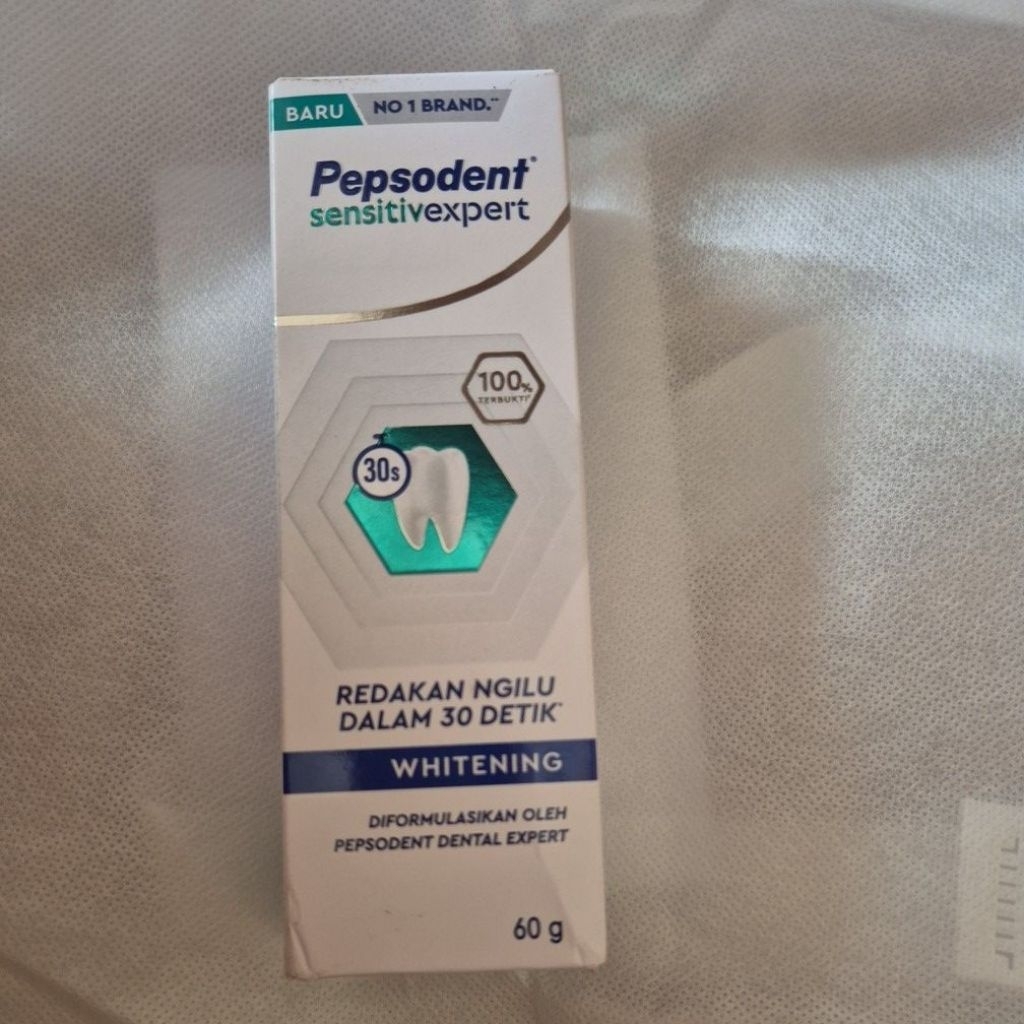 BARU
NO 1 BRAND.**
Pepsodent®
sensitivexpert
100%
TERBUKTI*
30s
REDAKAN NGILU
DALAM 30 DETIK*
WHITENING
DIFORMULASIKAN OLEH
PEPSODENT DENTAL EXPERT
60 g